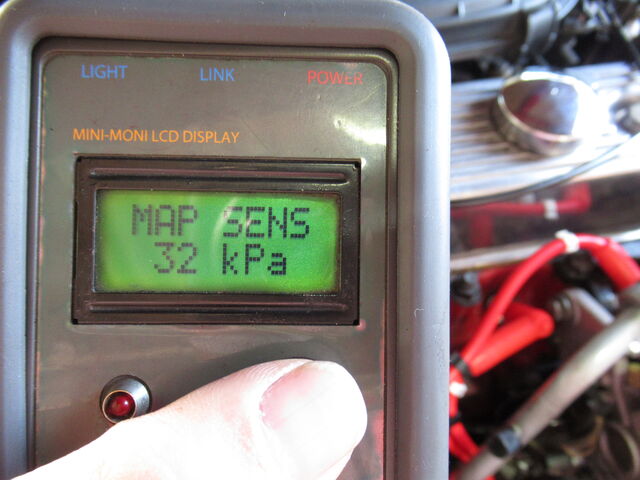 LIGHT LINK POWER
MINI-MONI LCD DISPLAY
MAP SENS
32 kPa